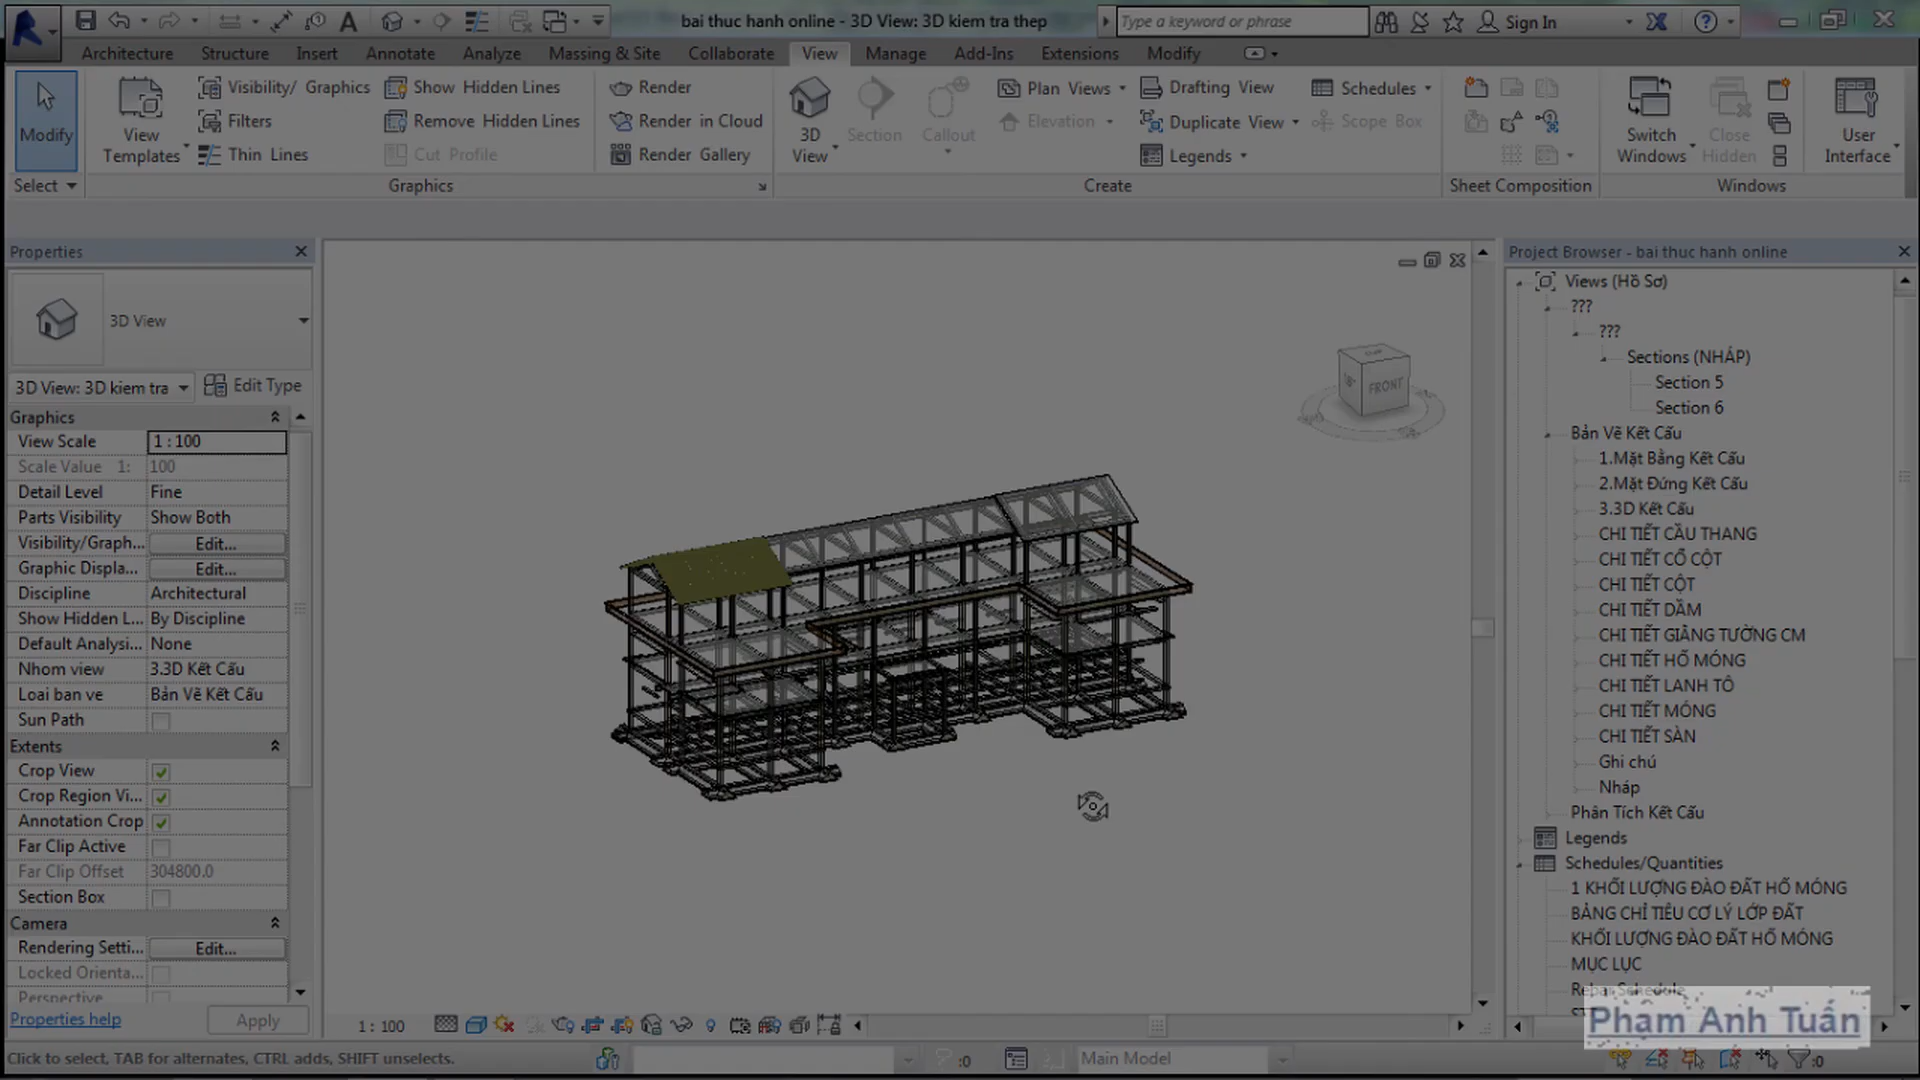 bai thuc hanh online - 3D View: 3D kiem tra thep
Type a keyword or phrase
Sign In
Architecture Structure Insert Annotate Analyze Massing & Site Collaborate View Manage Add-Ins Extensions Modify
Modify
View Templates
Visibility/ Graphics
Filters
Thin Lines
Show Hidden Lines
Remove Hidden Lines
Cut Profile
Render
Render in Cloud
Render Gallery
3D View
Section
Callout
Plan Views
Elevation
Drafting View
Duplicate View
Legends
Schedules
Scope Box
Switch Windows
Close Hidden
User Interface
Select
Graphics
Create
Sheet Composition
Windows
Properties
3D View
3D View: 3D kiem tra
Edit Type
Graphics
View Scale 1 : 100
Scale Value 1: 100
Detail Level Fine
Parts Visibility Show Both
Visibility/Graph... Edit...
Graphic Displa... Edit...
Discipline Architectural
Show Hidden L... By Discipline
Default Analysi... None
Nhom view 3.3D Kết Cấu
Loai ban ve Bản Vẽ Kết Cấu
Sun Path
Extents
Crop View
Crop Region Vi...
Annotation Crop
Far Clip Active
Far Clip Offset 304800.0
Section Box
Camera
Rendering Setti... Edit...
Locked Orienta...
Perspective
Properties help
Apply
FRONT
1 : 100
Project Browser - bai thuc hanh online
Views (Hồ Sơ)
???
???
Sections (NHÁP)
Section 5
Section 6
Bản Vẽ Kết Cấu
1.Mặt Bằng Kết Cấu
2.Mặt Đứng Kết Cấu
3.3D Kết Cấu
CHI TIẾT CẦU THANG
CHI TIẾT CỔ CỘT
CHI TIẾT CỘT
CHI TIẾT DẦM
CHI TIẾT GIẰNG TƯỜNG CM
CHI TIẾT HỐ MÓNG
CHI TIẾT LANH TÔ
CHI TIẾT MÓNG
CHI TIẾT SÀN
Ghi chú
Nháp
Phân Tích Kết Cấu
Legends
Schedules/Quantities
1 KHỐI LƯỢNG ĐÀO ĐẤT HỐ MÓNG
BẢNG CHỈ TIÊU CƠ LÝ LỚP ĐẤT
KHỐI LƯỢNG ĐÀO ĐẤT HỐ MÓNG
MỤC LỤC
Rebar Schedule
Phạm Anh Tuấn
Click to select, TAB for alternates, CTRL adds, SHIFT unselects.
:0
Main Model
:0